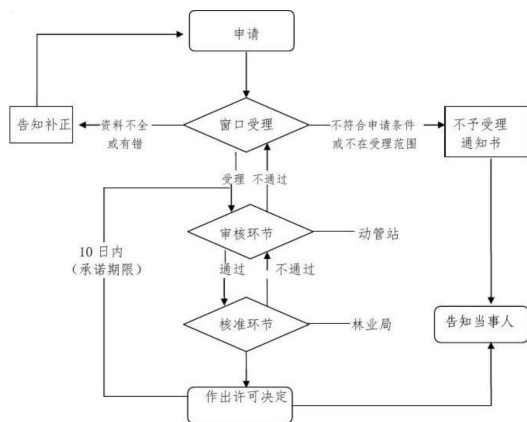 申请
告知补正
资料不全
或有错
窗口受理
不符合申请条件
或不在受理范围
不予受理
通知书
受理
不通过
10日内
（承诺期限）
审核环节
动管站
通过
不通过
核准环节
林业局
告知当事人
作出许可决定